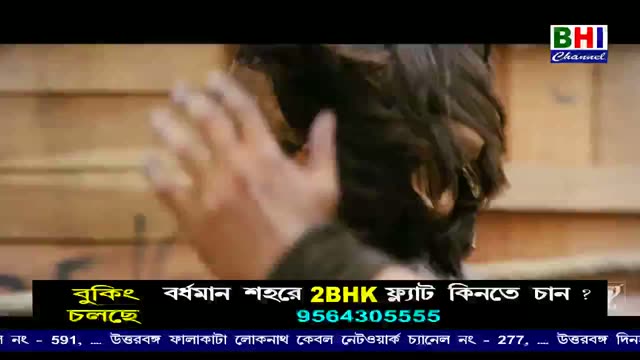 BHI
Channel
বুকিং চলছে
বর্ধমান শহরে 2BHK ফ্ল্যাট কিনতে চান ?
9564305555
নং - 591, .... উত্তরবঙ্গ ফালাকাটা লোকনাথ কেবল নেটওয়ার্ক চ্যানেল নং - 277, .... উত্তরবঙ্গ দিন